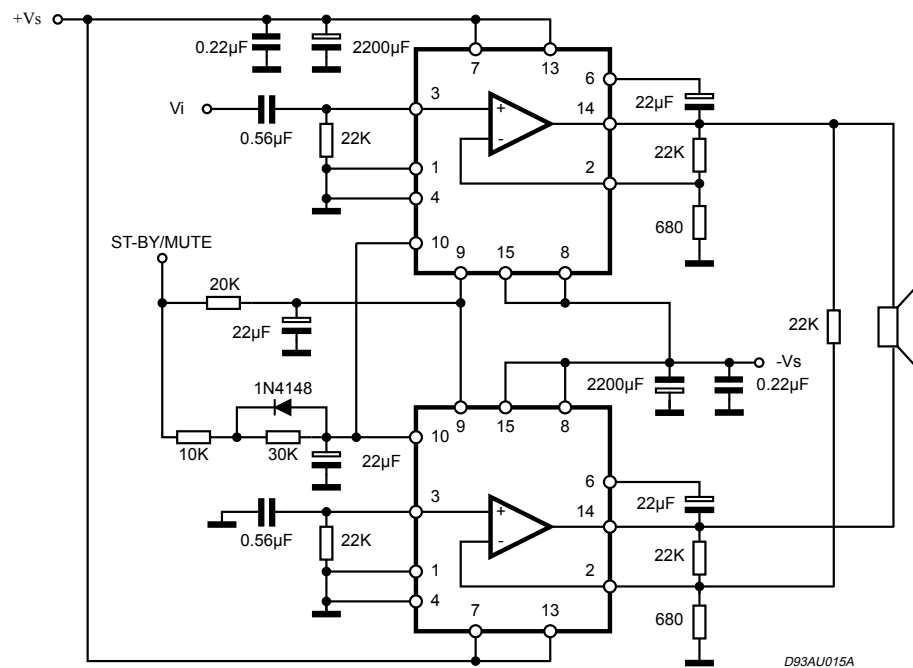 +Vs
0.22µF
2200µF
7
13
6
3
14
22µF
Vi
+
-
0.56µF
22K
22K
1
2
4
680
10
ST-BY/MUTE
9
15
8
20K
22µF
22K
-Vs
1N4148
2200µF
0.22µF
9
15
8
10
10K
30K
22µF
6
3
22µF
+
14
-
0.56µF
22K
22K
1
2
4
7
13
680
D93AU015A